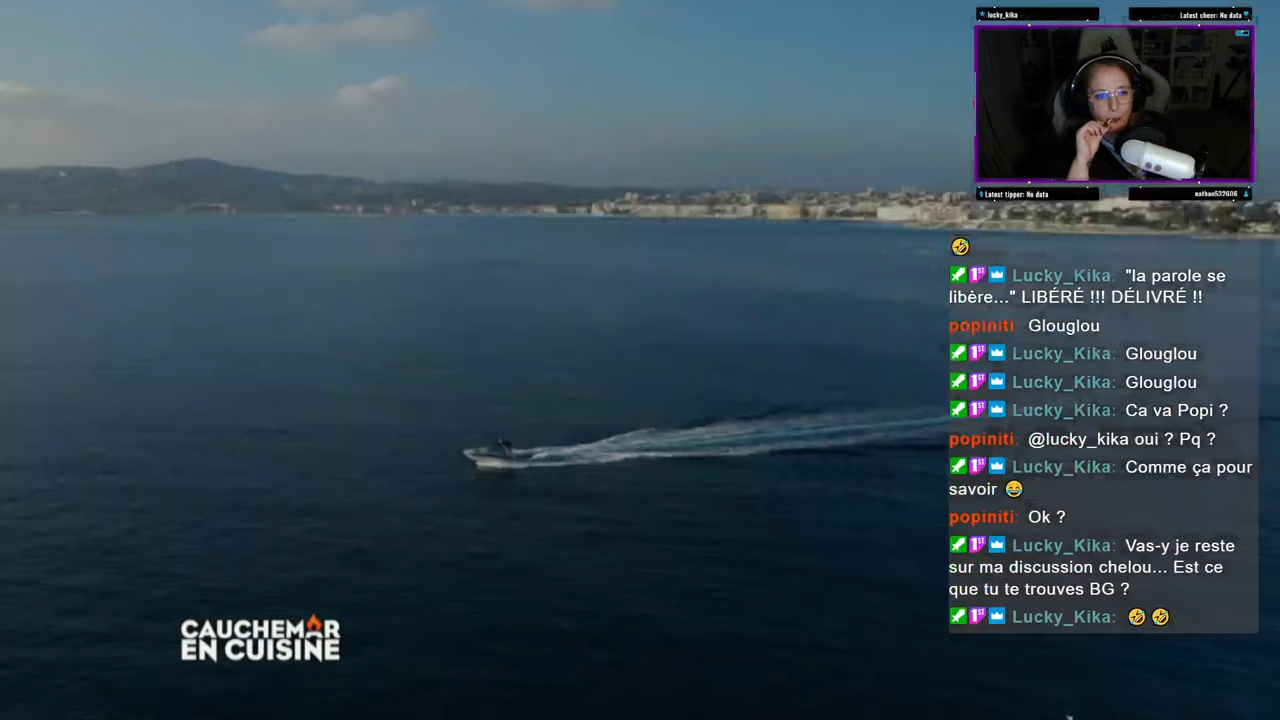 lucky_kika
Latest cheer: No data
Latest tipper: No data
nathan532606
🤣
Lucky_Kika: "la parole se
libère..." LIBÉRÉ !!! DÉLIVRÉ !!
popiniti: Glouglou
Lucky_Kika: Glouglou
Lucky_Kika: Glouglou
Lucky_Kika: Ca va Popi ?
popiniti: @lucky_kika oui ? Pq ?
Lucky_Kika: Comme ça pour
savoir 😂
popiniti: Ok ?
Lucky_Kika: Vas-y je reste
sur ma discussion chelou... Est ce
que tu te trouves BG ?
Lucky_Kika: 🤣 🤣
CAUCHEMAR
EN CUISINE